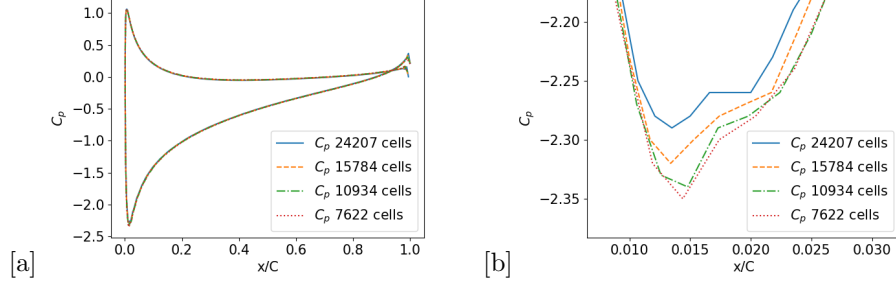 1.0
0.5
0.0
−0.5
−1.0
−1.5
−2.0
−2.5
C_p
0.0 0.2 0.4 0.6 0.8 1.0
x/C
C_p 24207 cells
C_p 15784 cells
C_p 10934 cells
C_p 7622 cells
[a]
−2.20
−2.25
−2.30
−2.35
C_p
0.010 0.015 0.020 0.025 0.030
x/C
C_p 24207 cells
C_p 15784 cells
C_p 10934 cells
C_p 7622 cells
[b]